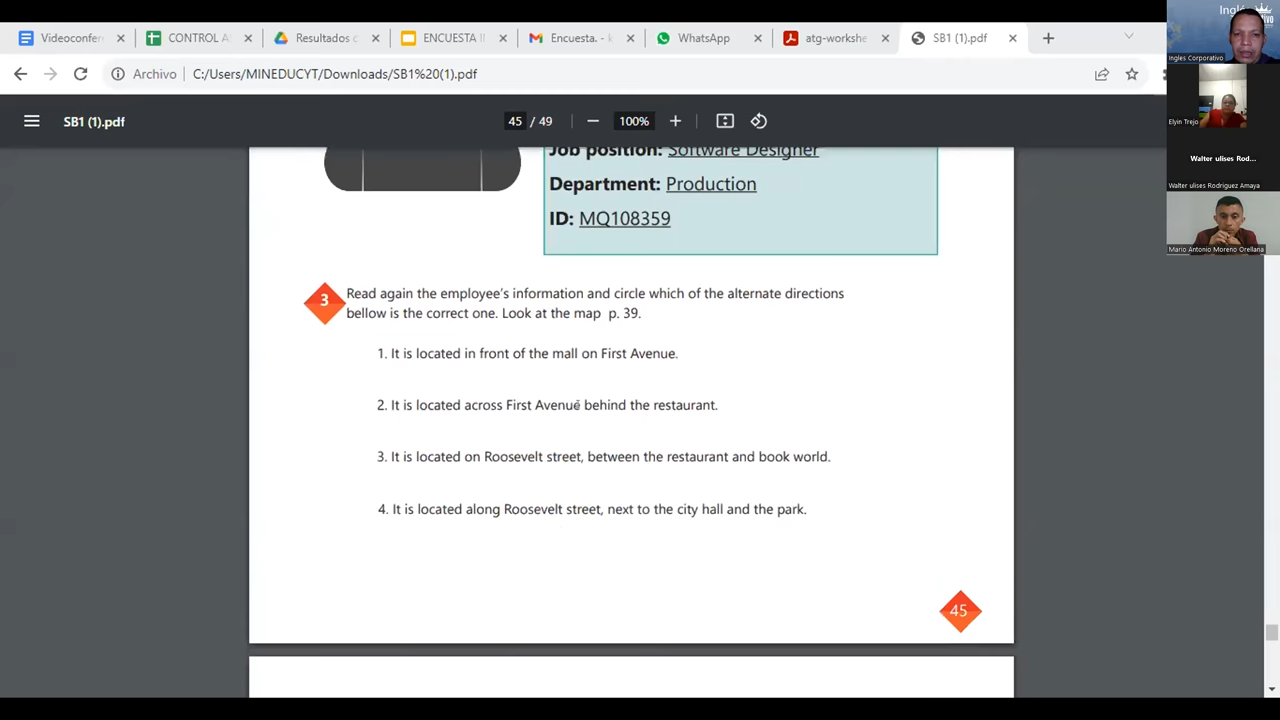 Videoconfer
CONTROL A
Resultados d
ENCUESTA II
Encuesta. - k
WhatsApp
atg-workshe
SB1 (1).pdf
Archivo
C:/Users/MINEDUCYT/Downloads/SB1%20(1).pdf
SB1 (1).pdf
45 / 49
100%
Job position: Software Designer
Department: Production
ID: MQ108359
3
Read again the employee's information and circle which of the alternate directions
bellow is the correct one. Look at the map p. 39.
1. It is located in front of the mall on First Avenue.
2. It is located across First Avenue behind the restaurant.
3. It is located on Roosevelt street, between the restaurant and book world.
4. It is located along Roosevelt street, next to the city hall and the park.
45
Ingles Corporativo
Elyin Trejo
Walter ulises Rod...
Walter ulises Rodriguez Amaya
Mario Antonio Moreno Orellana